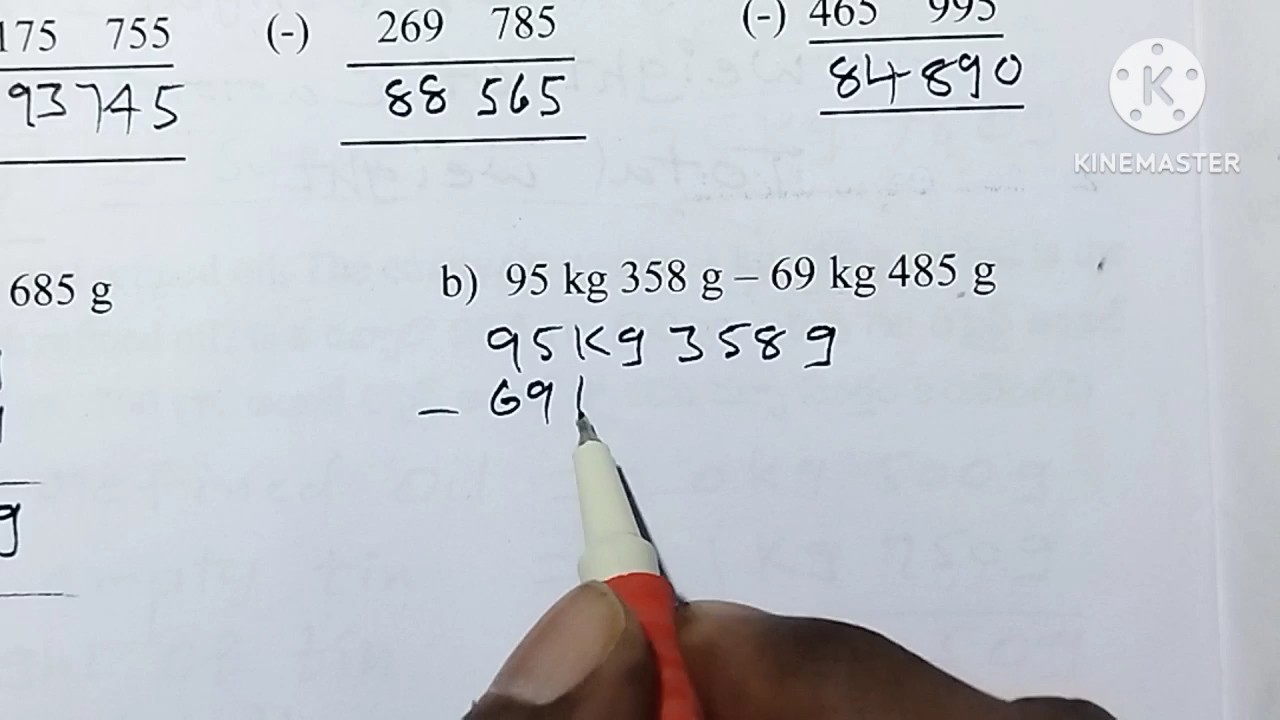 175 755 (-) 269 785 (-) 465 995
93745 88 565 84890
KINEMASTER
685 g b) 95 kg 358 g – 69 kg 485 g
95Kg 358g
– 69
g